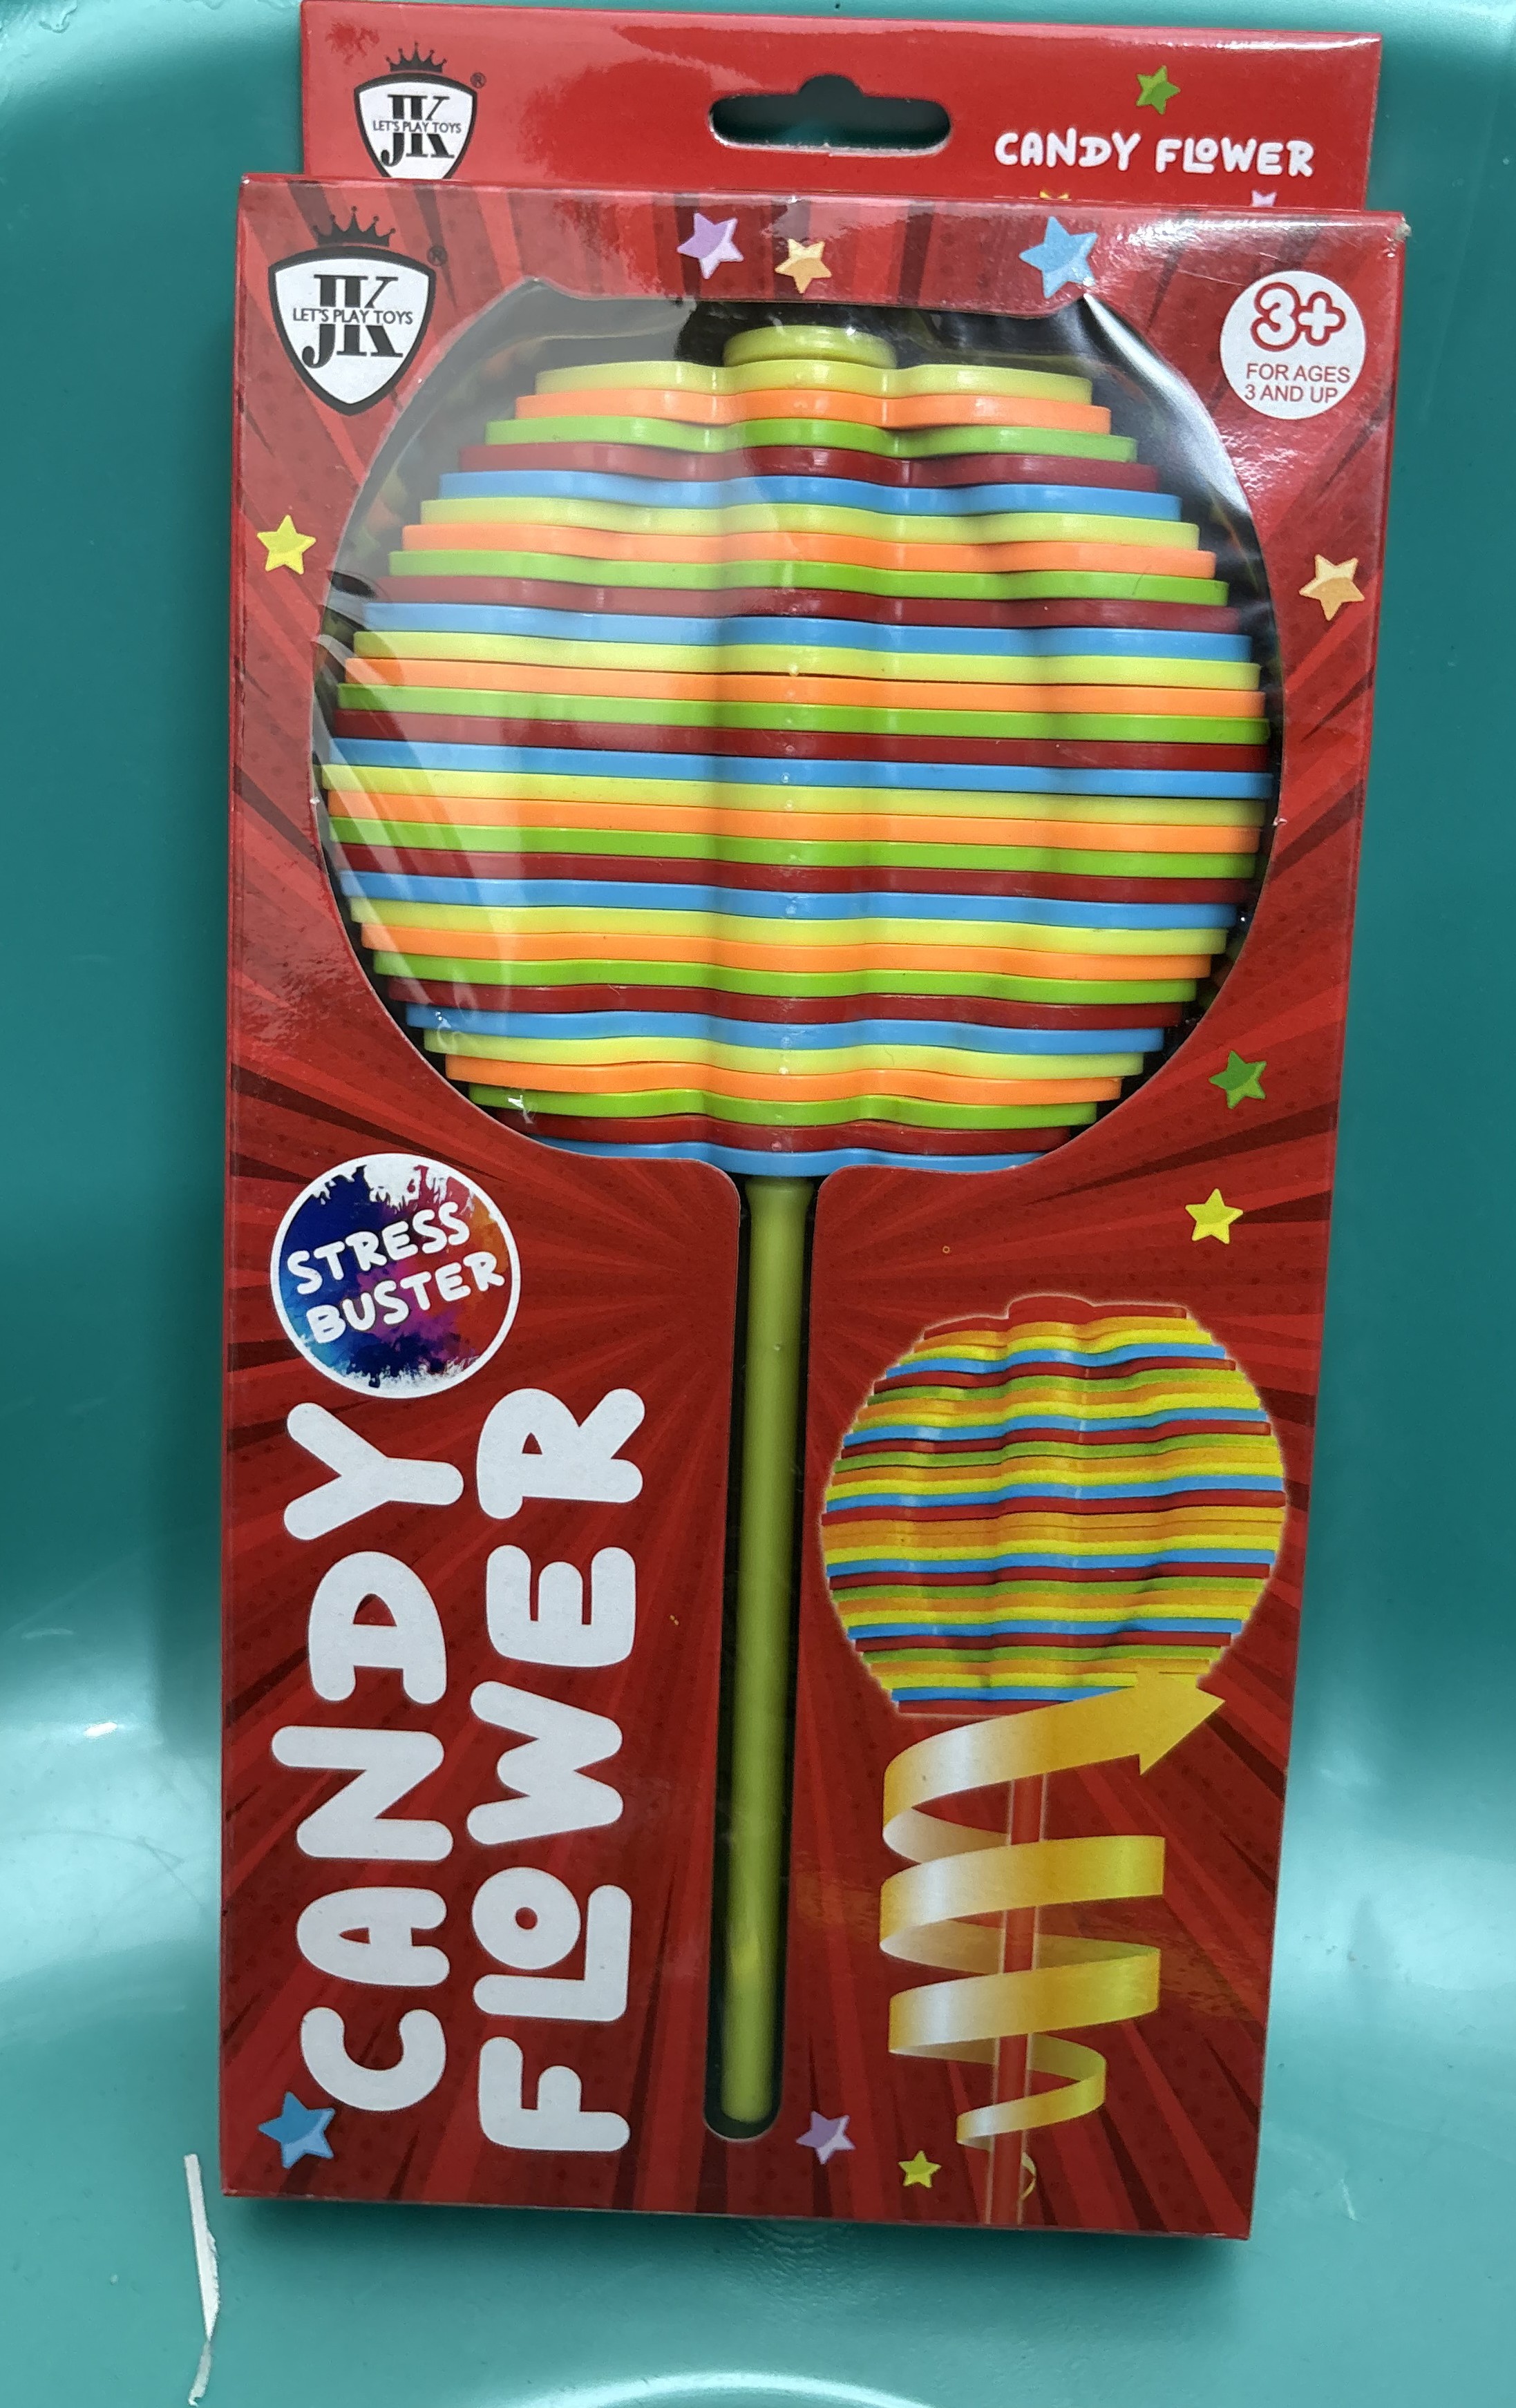 JK
LET'S PLAY TOYS
®
CANDY FLOWER
JK
LET'S PLAY TOYS
®
3+
FOR AGES
3 AND UP
STRESS
BUSTER
CANDY
FLOWER